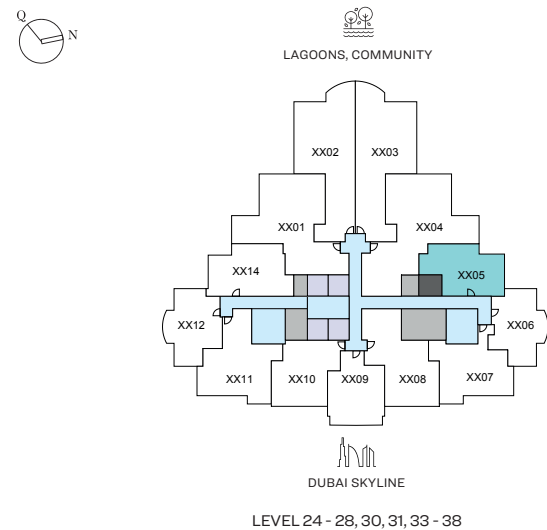 Q
N
LAGOONS, COMMUNITY
XX02 XX03
XX01 XX04
XX14 XX05
XX12 XX06
XX11 XX10 XX09 XX08 XX07
DUBAI SKYLINE
LEVEL 24 - 28, 30, 31, 33 - 38